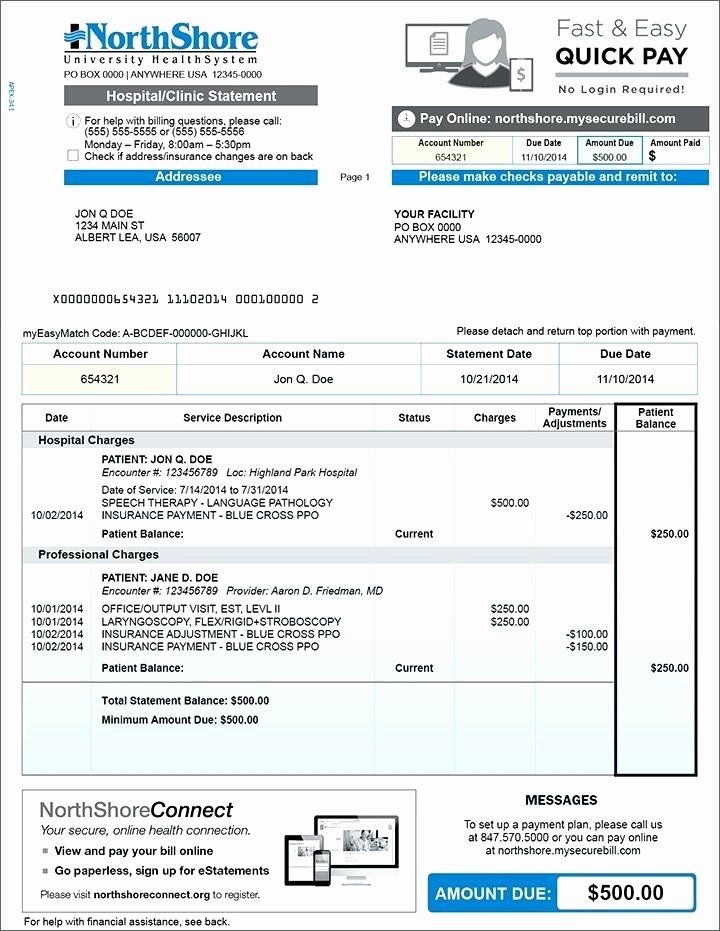 NorthShore
University HealthSystem
PO BOX 0000 | ANYWHERE USA 12345-0000
Hospital/Clinic Statement
For help with billing questions, please call:
(555) 555-5555 or (555) 555-5556
Monday – Friday, 8:00am – 5:30pm
Check if address/insurance changes are on back
Addressee
Page 1
APEX-341
$
Fast & Easy
QUICK PAY
No Login Required!
Pay Online: northshore.mysecurebill.com
Account Number Due Date Amount Due Amount Paid
654321 11/10/2014 $500.00 $
Please make checks payable and remit to:
JON Q DOE
1234 MAIN ST
ALBERT LEA, USA 56007
YOUR FACILITY
PO BOX 0000
ANYWHERE USA 12345-0000
X0000000654321 11102014 000100000 2
myEasyMatch Code: A-BCDEF-000000-GHIJKL
Please detach and return top portion with payment.
Account Number Account Name Statement Date Due Date
654321 Jon Q. Doe 10/21/2014 11/10/2014
Date Service Description Status Charges Payments/ Adjustments Patient Balance
Hospital Charges
PATIENT: JON Q. DOE
Encounter #: 123456789 Loc: Highland Park Hospital
Date of Service: 7/14/2014 to 7/31/2014
SPEECH THERAPY - LANGUAGE PATHOLOGY $500.00
10/02/2014 INSURANCE PAYMENT - BLUE CROSS PPO -$250.00
Patient Balance: Current $250.00
Professional Charges
PATIENT: JANE D. DOE
Encounter #: 123456789 Provider: Aaron D. Friedman, MD
10/01/2014 OFFICE/OUTPUT VISIT, EST, LEVL II $250.00
10/01/2014 LARYNGOSCOPY, FLEX/RIGID+STROBOSCOPY $250.00
10/02/2014 INSURANCE ADJUSTMENT - BLUE CROSS PPO -$100.00
10/02/2014 INSURANCE PAYMENT - BLUE CROSS PPO -$150.00
Patient Balance: Current $250.00
Total Statement Balance: $500.00
Minimum Amount Due: $500.00
NorthShoreConnect
Your secure, online health connection.
View and pay your bill online
Go paperless, sign up for eStatements
Please visit northshoreconnect.org to register.
MESSAGES
To set up a payment plan, please call us
at 847.570.5000 or you can pay online
at northshore.mysecurebill.com
AMOUNT DUE: $500.00
For help with financial assistance, see back.